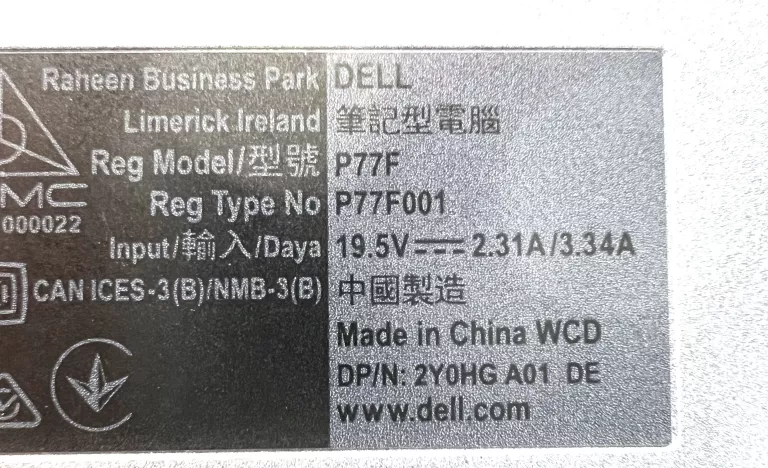 Raheen Business Park DELL
Limerick Ireland 筆記型電腦
Reg Model/型號 P77F
MC
Reg Type No P77F001
000022
Input/輸入/Daya 19.5V 2.31A/3.34A
CAN ICES-3(B)/NMB-3(B) 中國製造
Made in China WCD
DP/N: 2Y0HG A01 DE
www.dell.com